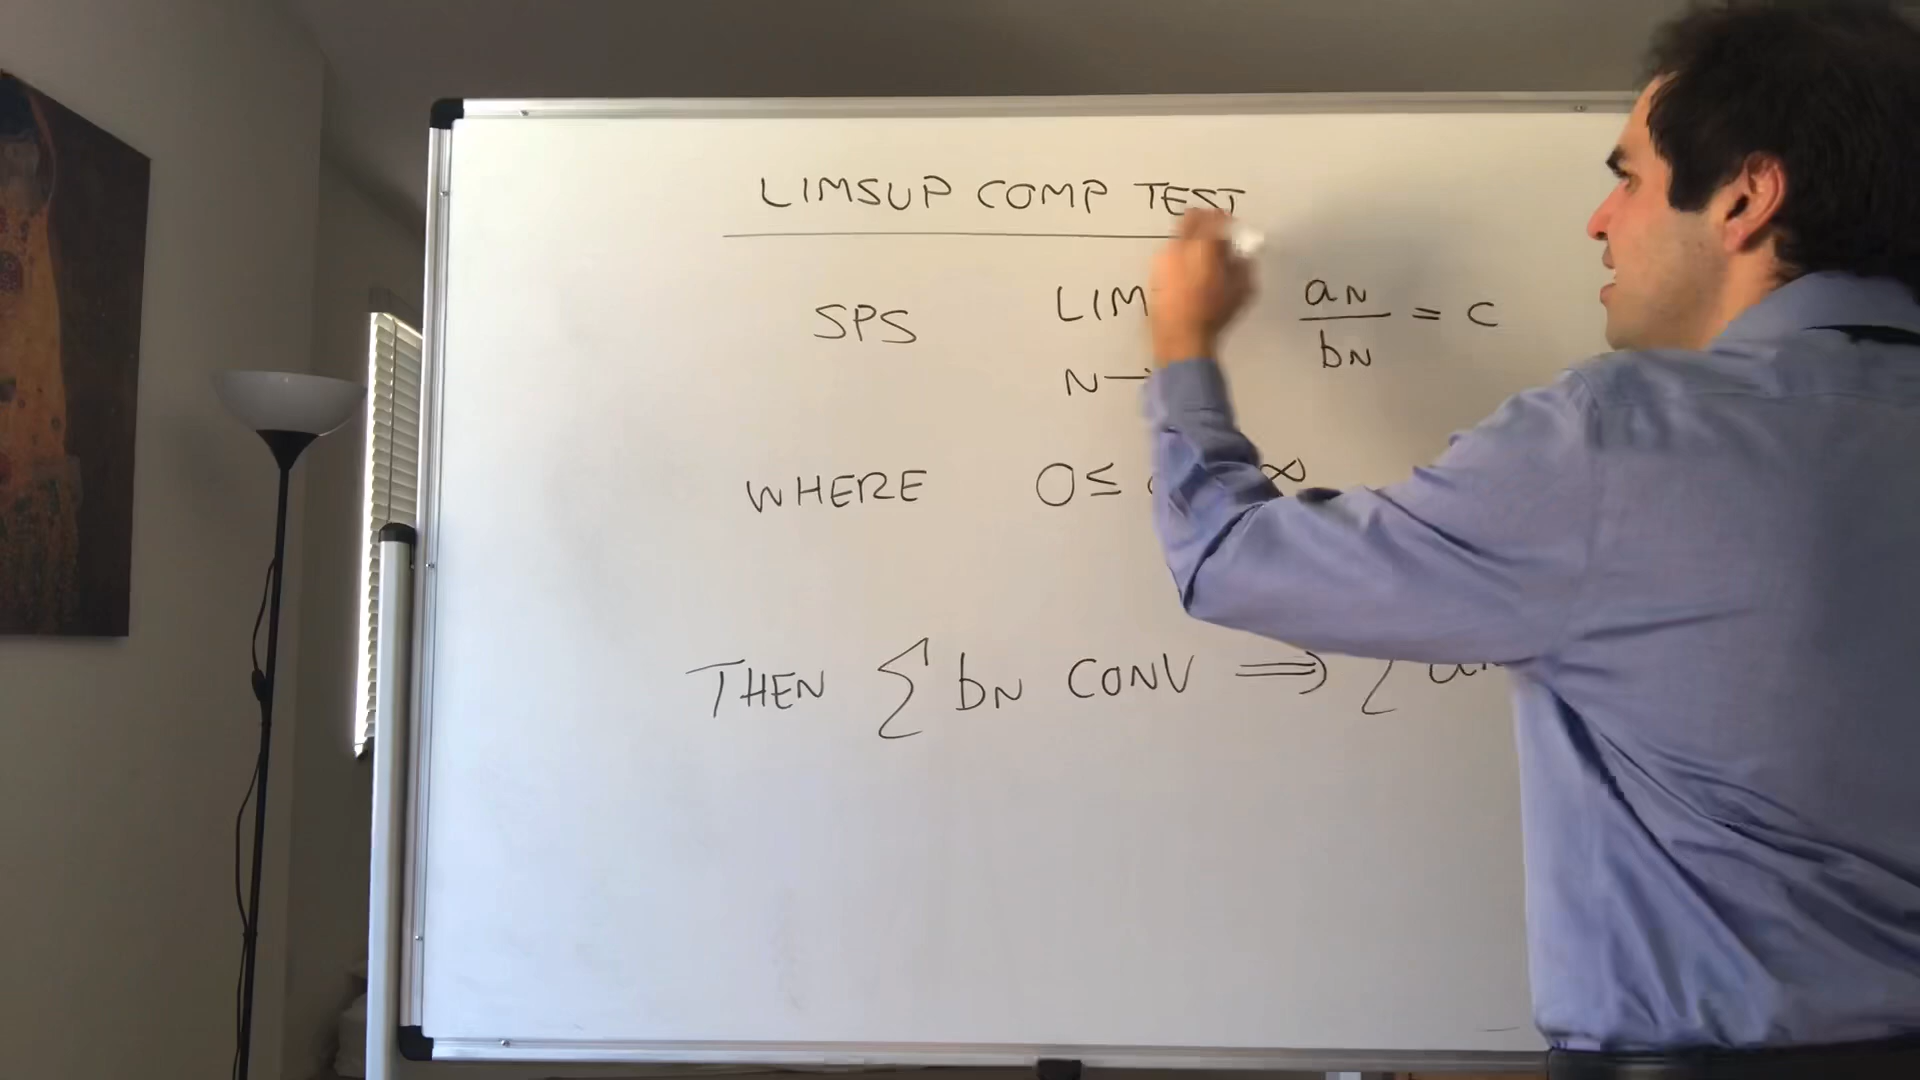 LIMSUP COMP TEST
SPS LIM aN/bN = C
N→
WHERE 0≤ ∞
THEN Σ bN CONV ⟹ Σ